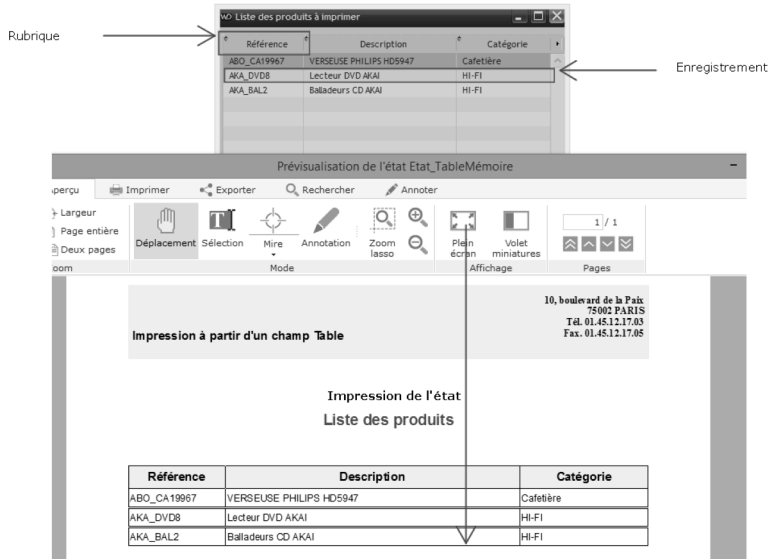 WD Liste des produits à imprimer
Rubrique
Référence Description Catégorie
ABO_CA19967 VERSEUSE PHILIPS HD5947 Cafetière
Enregistrement
AKA_DVD8 Lecteur DVD AKAI HI-FI
AKA_BAL2 Balladeurs CD AKAI HI-FI
Prévisualisation de l'état Etat_TableMémoire
perçu Imprimer Exporter Rechercher Annoter
Largeur
Page entière
Deux pages
oom
Déplacement Sélection Mire Annotation Zoom lasso
Mode
Plein écran Volet miniatures
Affichage
1 / 1
Pages
10, boulevard de la Paix
75002 PARIS
Tél. 01.45.12.17.03
Fax. 01.45.12.17.05
Impression à partir d'un champ Table
Impression de l'état
Liste des produits
Référence Description Catégorie
ABO_CA19967 VERSEUSE PHILIPS HD5947 Cafetière
AKA_DVD8 Lecteur DVD AKAI HI-FI
AKA_BAL2 Balladeurs CD AKAI HI-FI